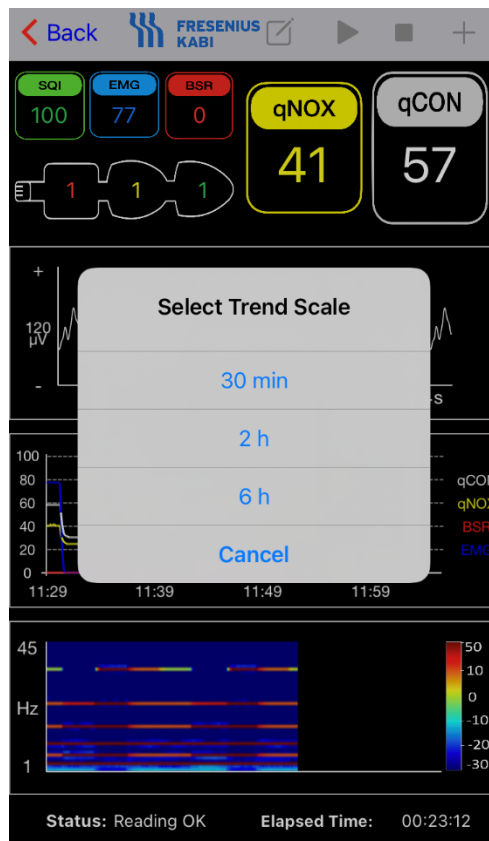 Back
FRESENIUS
KABI
SQI
100
EMG
77
BSR
0
qNOX
41
qCON
57
1
1
1
+
120
µV
-
s
Select Trend Scale
30 min
2 h
6 h
Cancel
100
80
60
40
20
0
qCON
qNOX
BSR
EMG
11:29 11:39 11:49 11:59
45
Hz
1
50
10
0
-10
-20
-30
Status: Reading OK Elapsed Time: 00:23:12